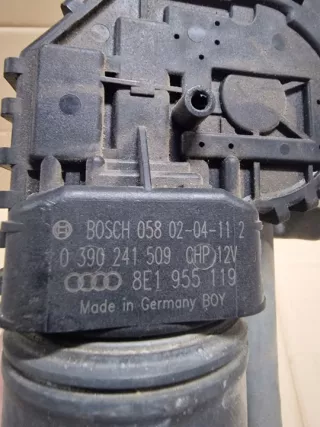 BOSCH 058 02-04-11 2
0 390 241 509 CHP 12V
8E1 955 119
Made in Germany BOY